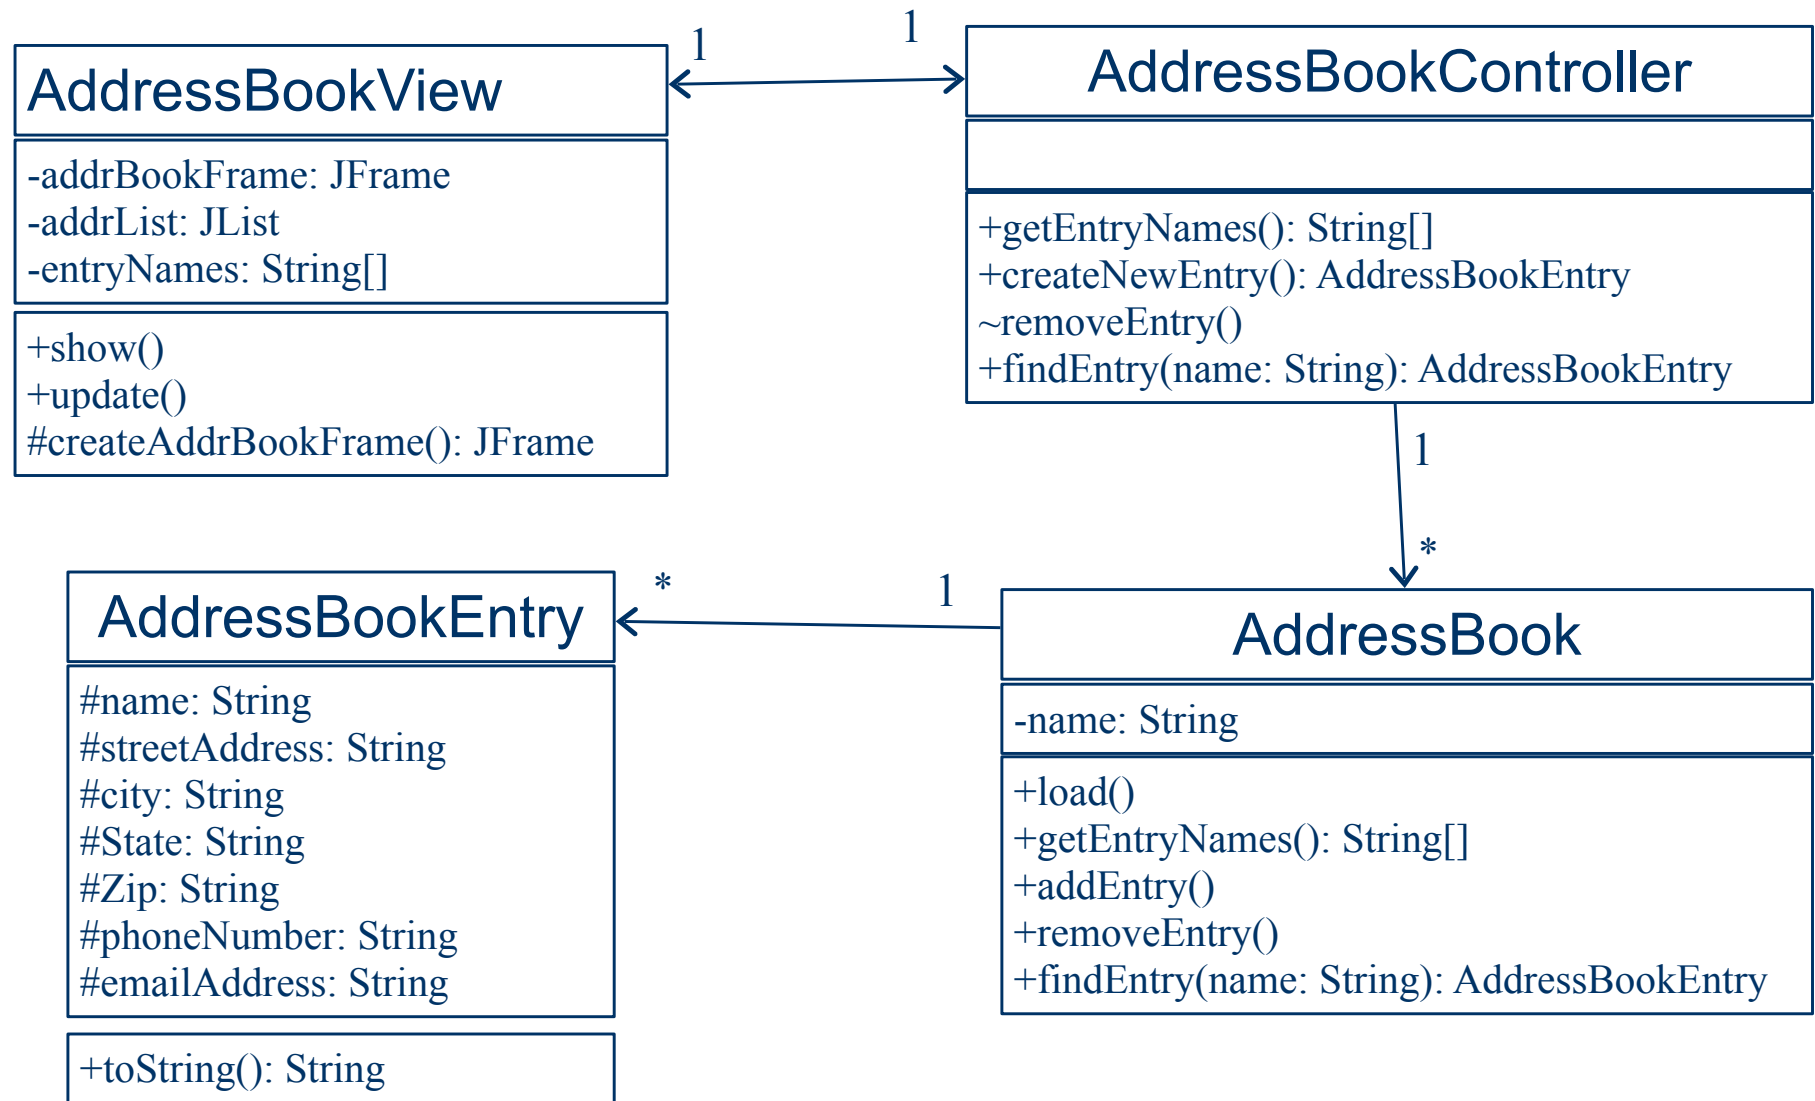 1
1
AddressBookView
-addrBookFrame: JFrame
-addrList: JList
-entryNames: String[]
+show()
+update()
#createAddrBookFrame(): JFrame
AddressBookController
+getEntryNames(): String[]
+createNewEntry(): AddressBookEntry
~removeEntry()
+findEntry(name: String): AddressBookEntry
1
*
*
1
AddressBookEntry
#name: String
#streetAddress: String
#city: String
#State: String
#Zip: String
#phoneNumber: String
#emailAddress: String
+toString(): String
AddressBook
-name: String
+load()
+getEntryNames(): String[]
+addEntry()
+removeEntry()
+findEntry(name: String): AddressBookEntry